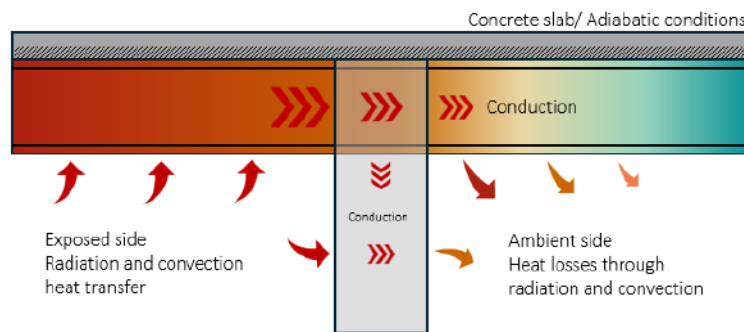 Concrete slab/ Adiabatic conditions
Conduction
Conduction
Exposed side
Radiation and convection
heat transfer
Ambient side
Heat losses through
radiation and convection